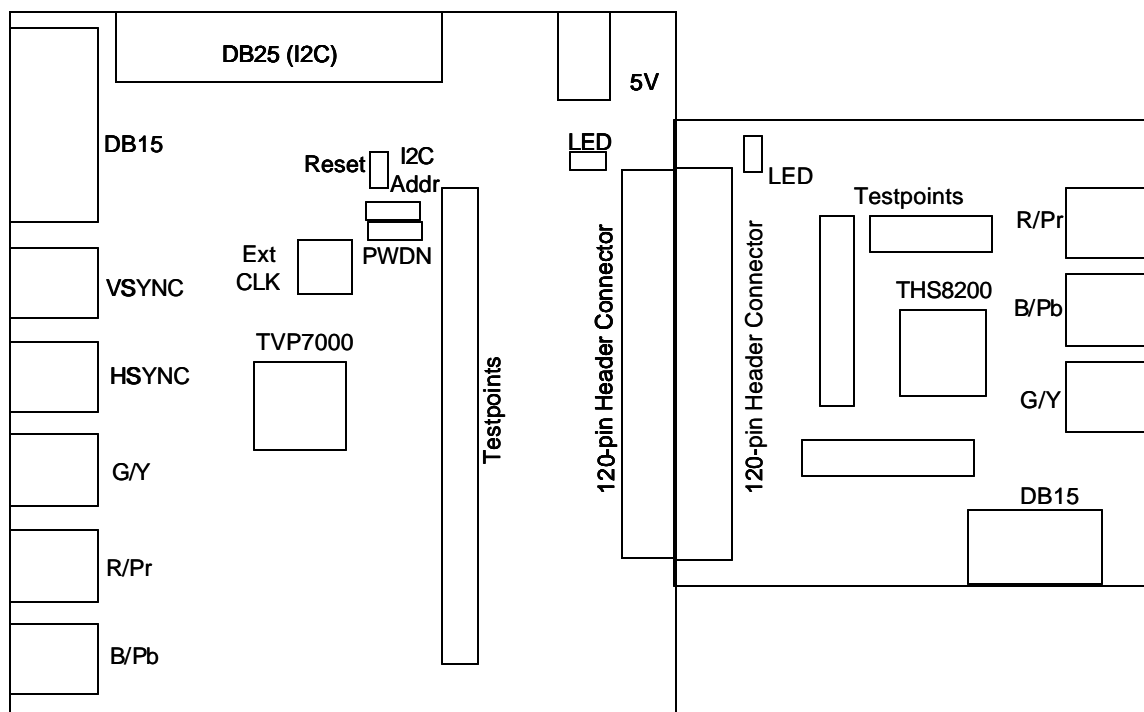 DB25 (I2C)
5V
DB15
LED
Reset
I2C
Addr
LED
Testpoints
R/Pr
Ext
CLK
PWDN
VSYNC
THS8200
B/Pb
TVP7000
HSYNC
Testpoints
120-pin Header Connector
120-pin Header Connector
G/Y
G/Y
DB15
R/Pr
B/Pb